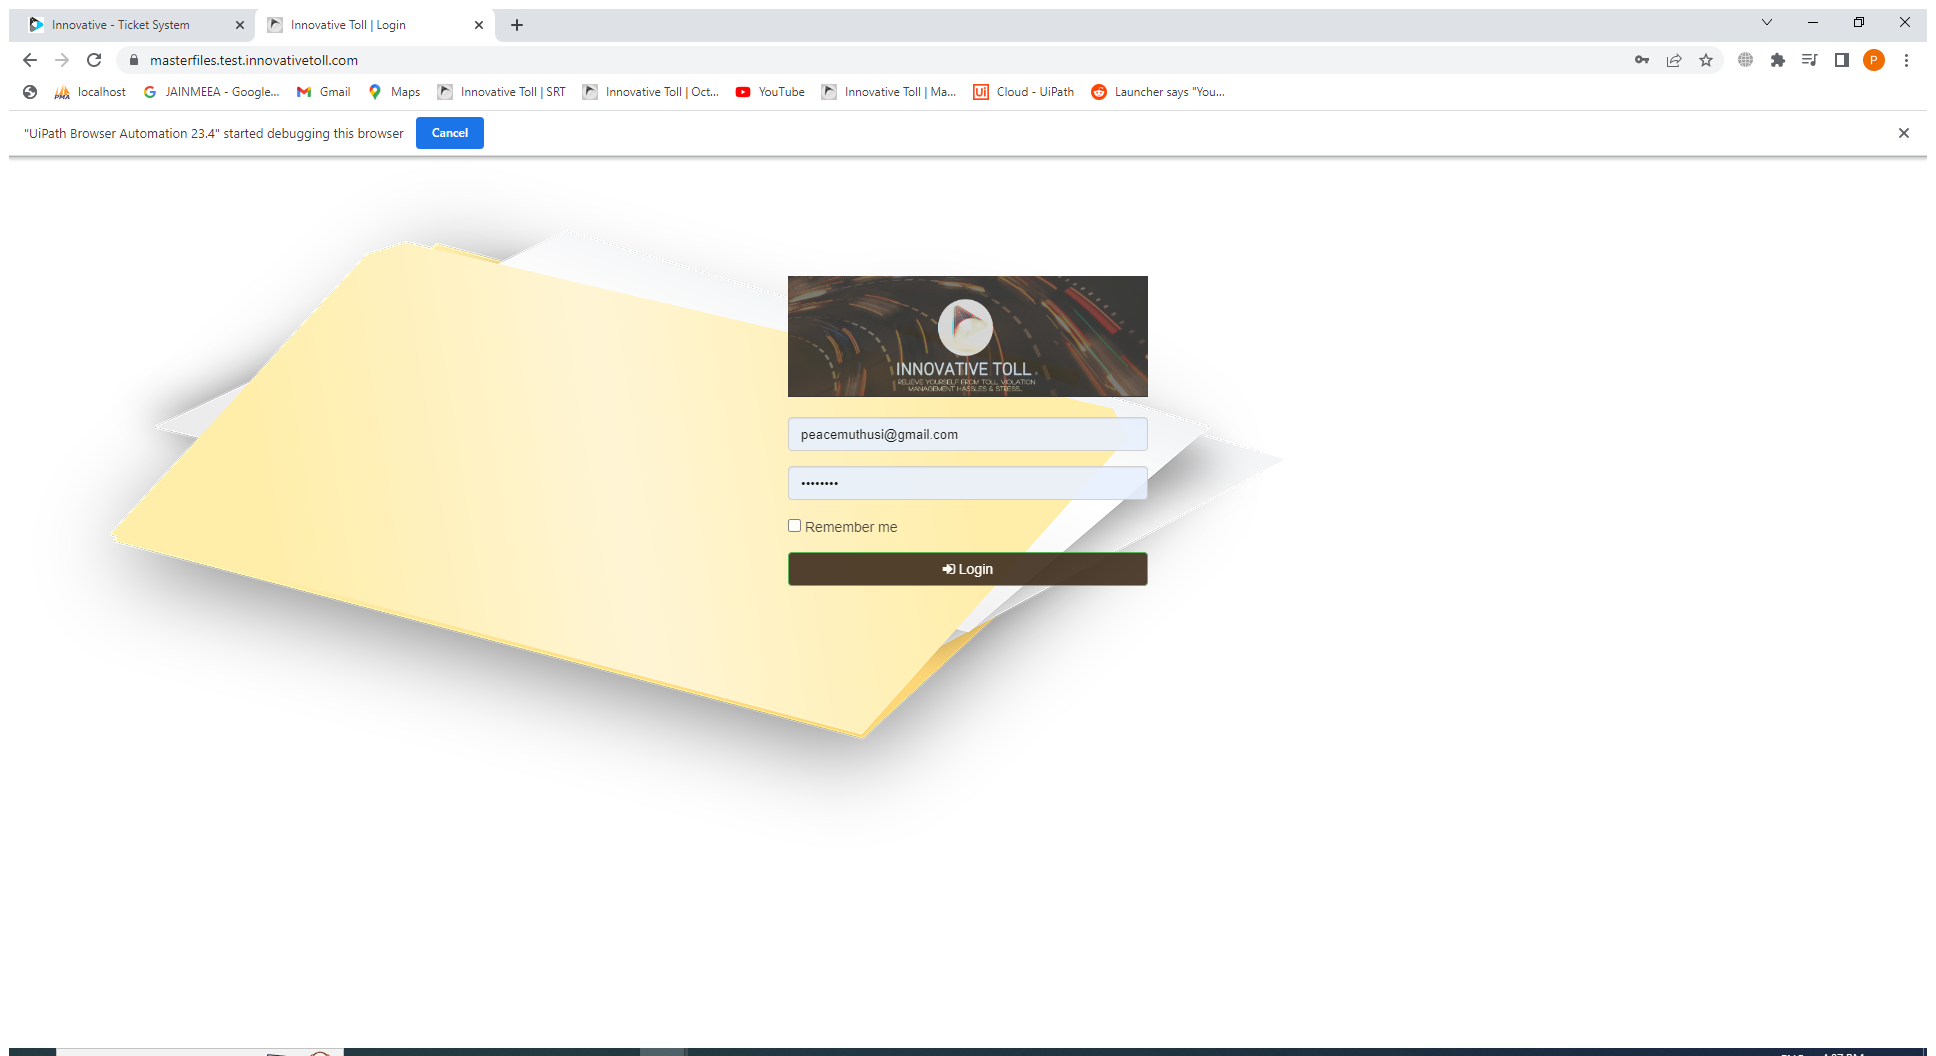 Innovative - Ticket System
Innovative Toll | Login
masterfiles.test.innovativetoll.com
P
PMA localhost
JAINMEEA - Google...
Gmail
Maps
Innovative Toll | SRT
Innovative Toll | Oct...
YouTube
Innovative Toll | Ma...
Ui Cloud - UiPath
Launcher says "You...
"UiPath Browser Automation 23.4" started debugging this browser
Cancel
INNOVATIVE TOLL
RELIEVE YOURSELF FROM TOLL VIOLATION
MANAGEMENT HASSLES & STRESS.
peacemuthusi@gmail.com
Remember me
Login